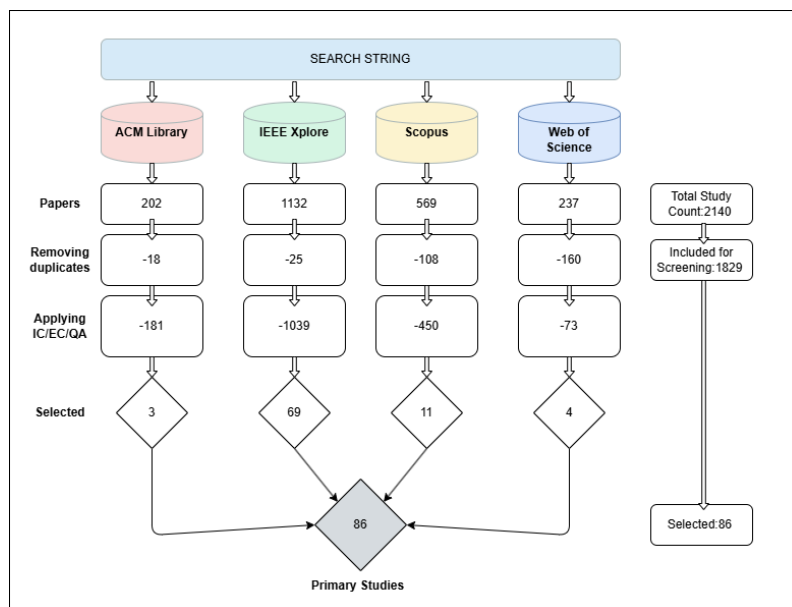 SEARCH STRING
ACM Library
IEEE Xplore
Scopus
Web of
Science
Papers
202
1132
569
237
Total Study
Count:2140
Removing
duplicates
-18
-25
-108
-160
Included for
Screening:1829
Applying
IC/EC/QA
-181
-1039
-450
-73
Selected
3
69
11
4
86
Selected:86
Primary Studies